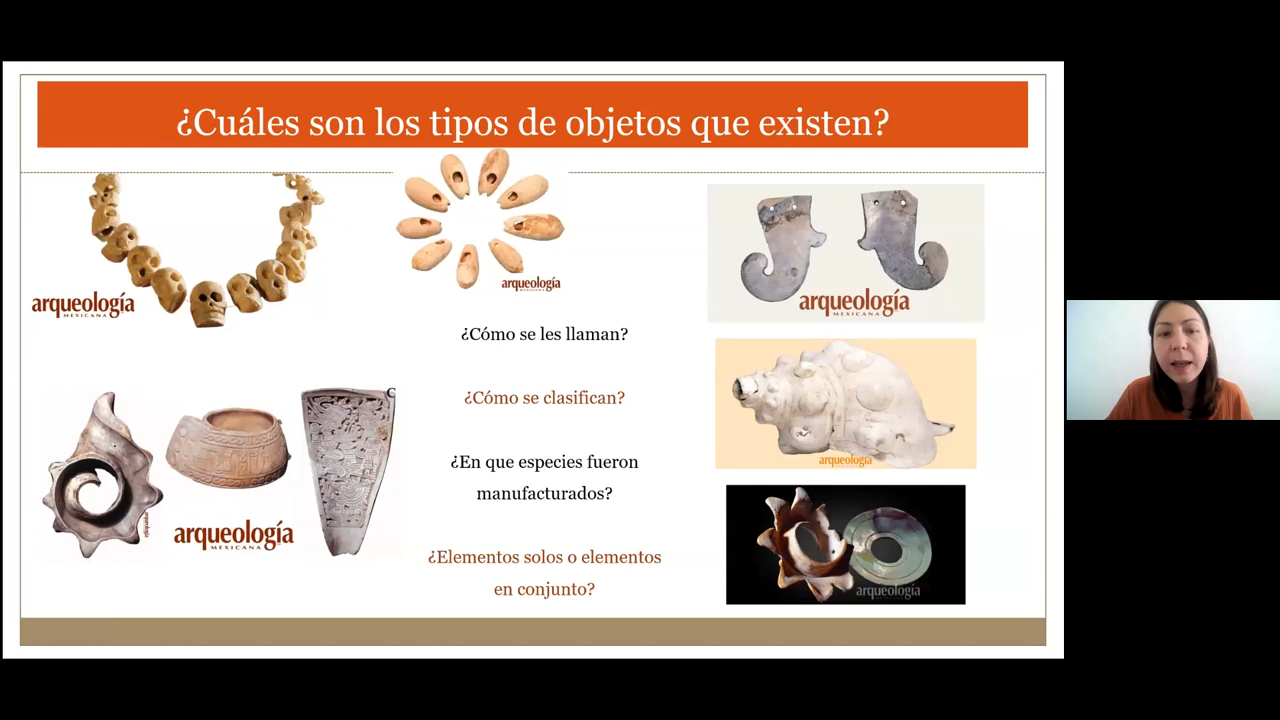 ¿Cuáles son los tipos de objetos que existen?
arqueología
MEXICANA
arqueología
MEXICANA
arqueología
MEXICANA
¿Cómo se les llaman?
¿Cómo se clasifican?
¿En que especies fueron
manufacturados?
¿Elementos solos o elementos
en conjunto?
arqueología
arqueología
MEXICANA
arqueología
arqueología